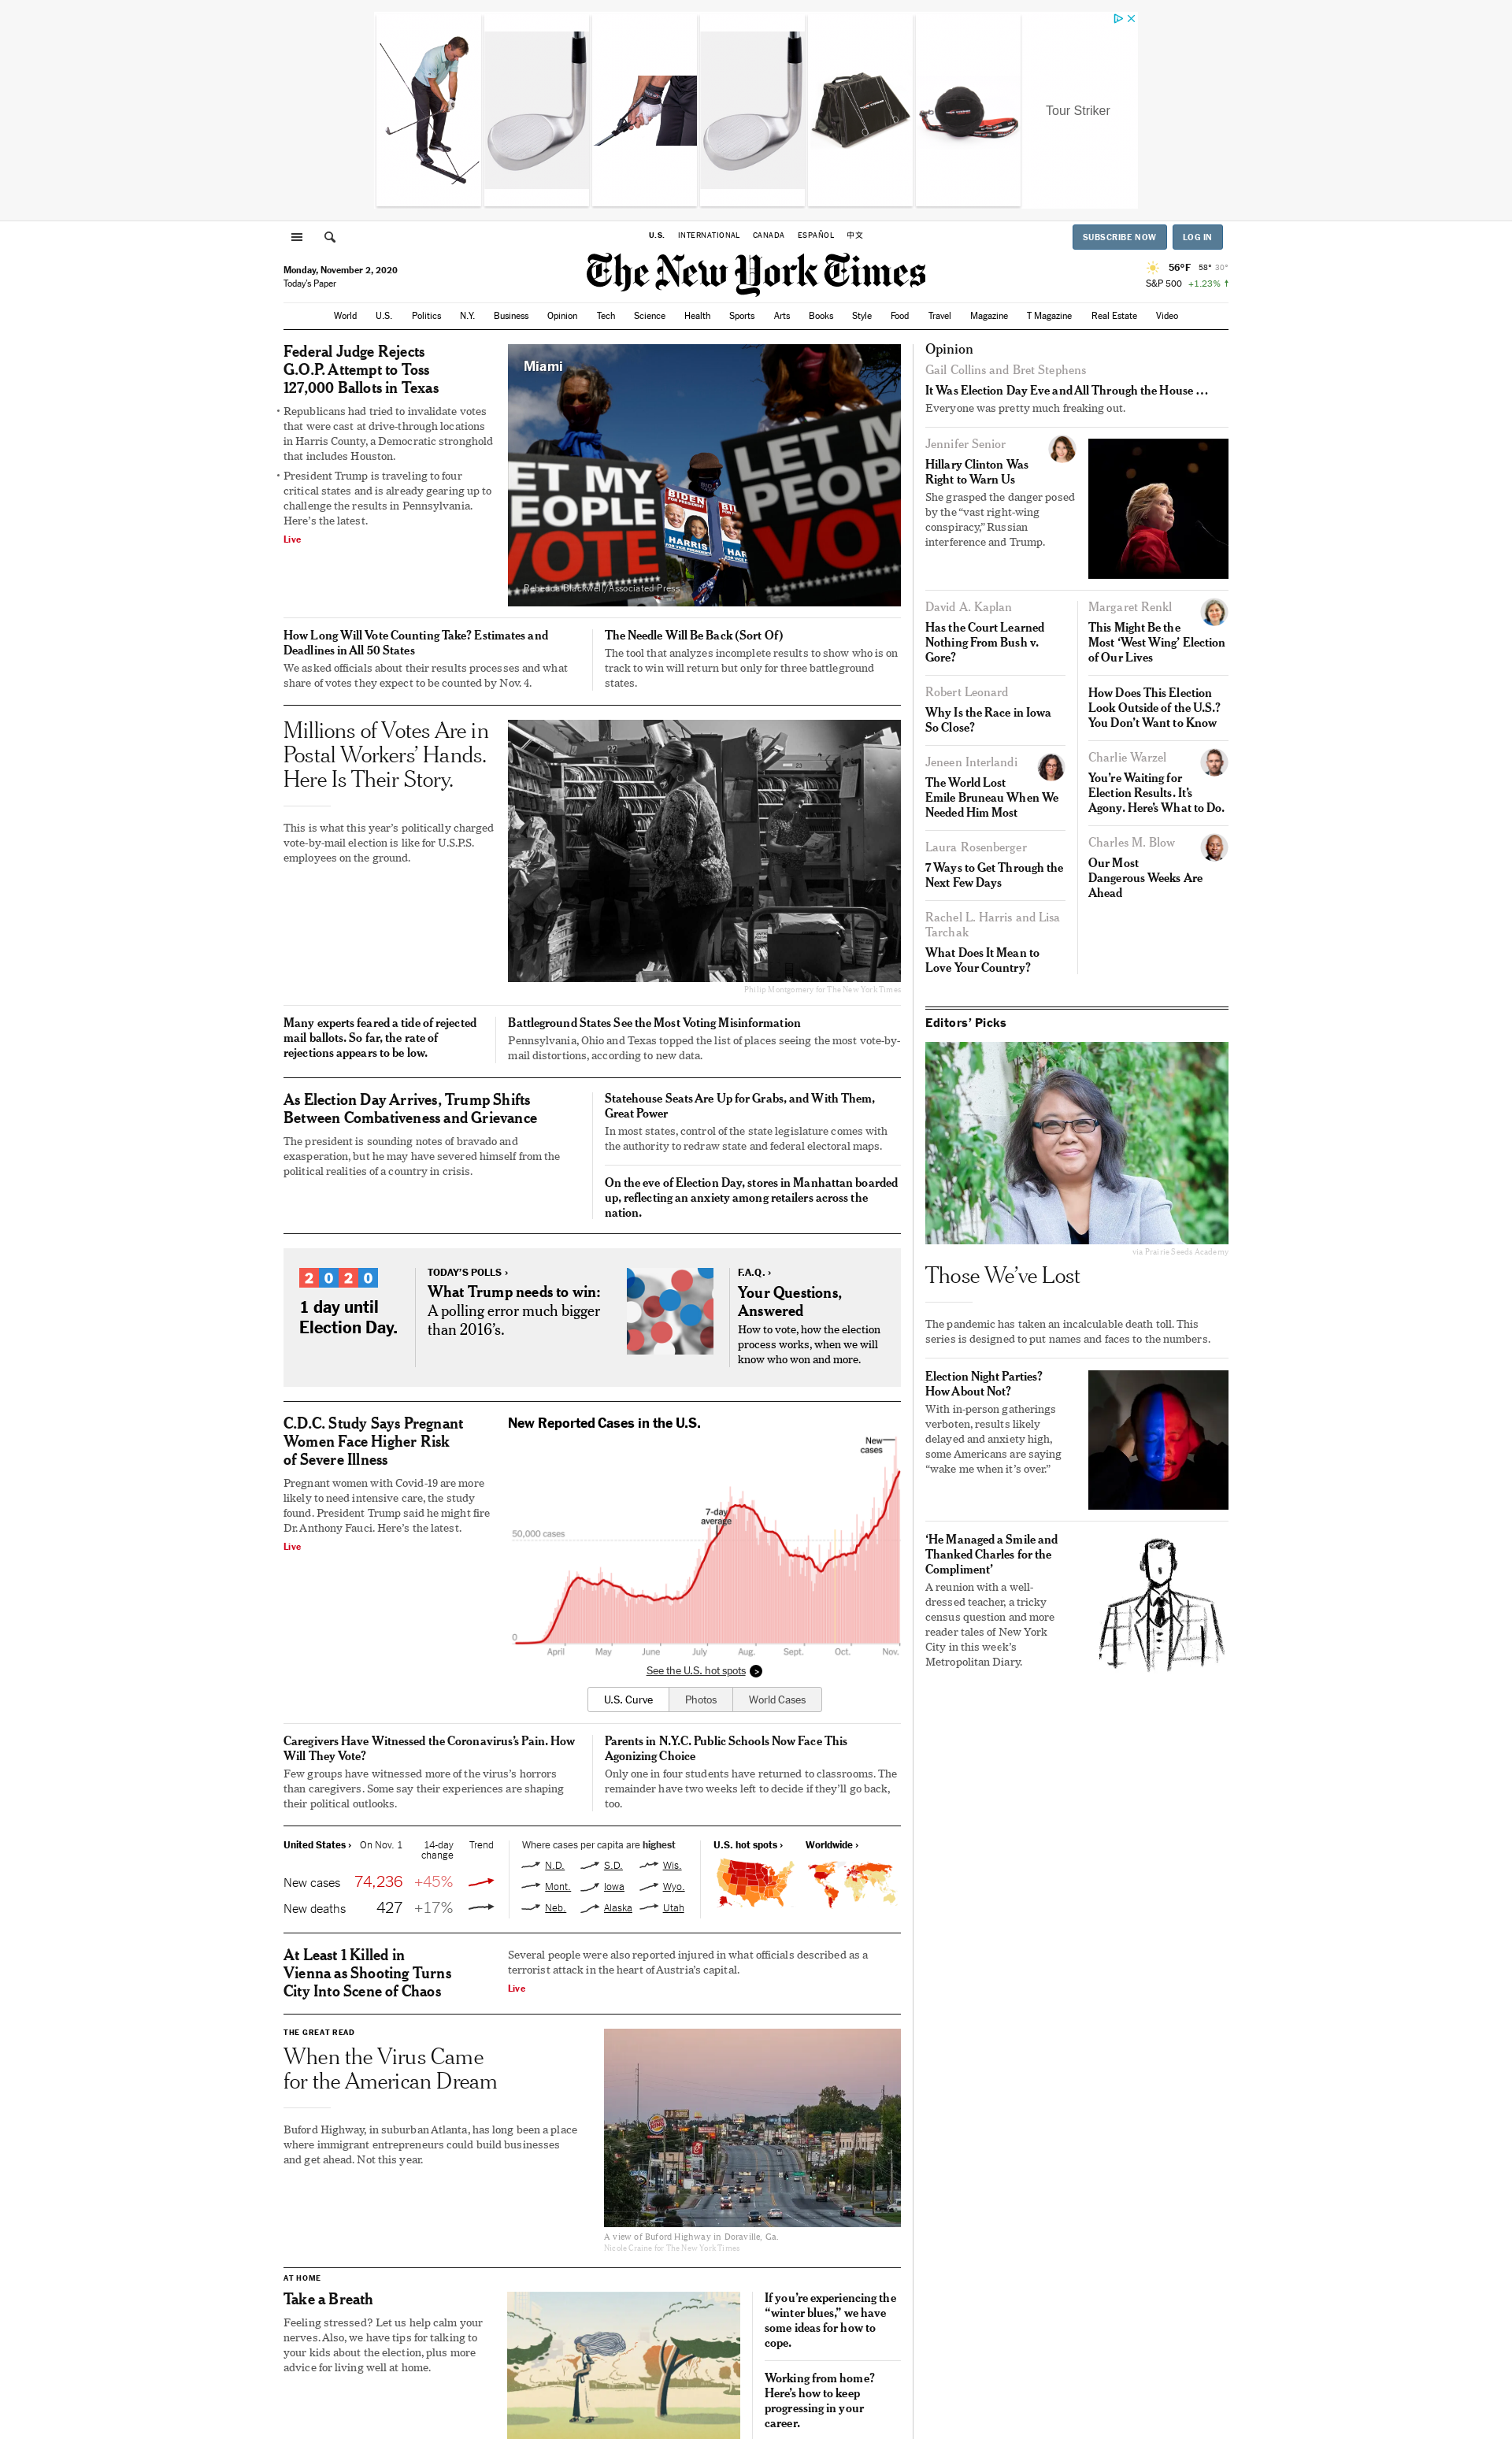 Tour Striker
U.S. INTERNATIONAL CANADA ESPAÑOL 中文
SUBSCRIBE NOW LOG IN
Monday, November 2, 2020
Today's Paper
The New York Times
56°F 58° 30°
S&P 500 +1.23% ↑
World U.S. Politics N.Y. Business Opinion Tech Science Health Sports Arts Books Style Food Travel Magazine T Magazine Real Estate Video
Federal Judge Rejects
G.O.P. Attempt to Toss
127,000 Ballots in Texas
• Republicans had tried to invalidate votes
that were cast at drive-through locations
in Harris County, a Democratic stronghold
that includes Houston.
• President Trump is traveling to four
critical states and is already gearing up to
challenge the results in Pennsylvania.
Here's the latest.
Live
Miami
ET MY
PEOPLE
VOTE
LET M
PEOP
VOT
BIDEN
HARRIS
HARR
Rebecca Blackwell/Associated Press
How Long Will Vote Counting Take? Estimates and
Deadlines in All 50 States
We asked officials about their results processes and what
share of votes they expect to be counted by Nov. 4.
The Needle Will Be Back (Sort Of)
The tool that analyzes incomplete results to show who is on
track to win will return but only for three battleground
states.
Millions of Votes Are in
Postal Workers' Hands.
Here Is Their Story.
This is what this year's politically charged
vote-by-mail election is like for U.S.P.S.
employees on the ground.
22
23
Philip Montgomery for The New York Times
Many experts feared a tide of rejected
mail ballots. So far, the rate of
rejections appears to be low.
Battleground States See the Most Voting Misinformation
Pennsylvania, Ohio and Texas topped the list of places seeing the most vote-by-
mail distortions, according to new data.
As Election Day Arrives, Trump Shifts
Between Combativeness and Grievance
The president is sounding notes of bravado and
exasperation, but he may have severed himself from the
political realities of a country in crisis.
Statehouse Seats Are Up for Grabs, and With Them,
Great Power
In most states, control of the state legislature comes with
the authority to redraw state and federal electoral maps.
On the eve of Election Day, stores in Manhattan boarded
up, reflecting an anxiety among retailers across the
nation.
2020
1 day until
Election Day.
TODAY'S POLLS ›
What Trump needs to win:
A polling error much bigger
than 2016's.
F.A.Q. ›
Your Questions,
Answered
How to vote, how the election
process works, when we will
know who won and more.
C.D.C. Study Says Pregnant
Women Face Higher Risk
of Severe Illness
Pregnant women with Covid-19 are more
likely to need intensive care, the study
found. President Trump said he might fire
Dr. Anthony Fauci. Here's the latest.
Live
New Reported Cases in the U.S.
New
cases
7-day
average
50,000 cases
0
April May June July Aug. Sept. Oct. Nov.
See the U.S. hot spots
U.S. Curve Photos World Cases
Caregivers Have Witnessed the Coronavirus's Pain. How
Will They Vote?
Few groups have witnessed more of the virus's horrors
than caregivers. Some say their experiences are shaping
their political outlooks.
Parents in N.Y.C. Public Schools Now Face This
Agonizing Choice
Only one in four students have returned to classrooms. The
remainder have two weeks left to decide if they'll go back,
too.
United States › On Nov. 1 14-day change Trend
New cases 74,236 +45%
New deaths 427 +17%
Where cases per capita are highest
N.D. S.D. Wis.
Mont. Iowa Wyo.
Neb. Alaska Utah
U.S. hot spots › Worldwide ›
At Least 1 Killed in
Vienna as Shooting Turns
City Into Scene of Chaos
Several people were also reported injured in what officials described as a
terrorist attack in the heart of Austria's capital.
Live
THE GREAT READ
When the Virus Came
for the American Dream
Buford Highway, in suburban Atlanta, has long been a place
where immigrant entrepreneurs could build businesses
and get ahead. Not this year.
A view of Buford Highway in Doraville, Ga.
Nicole Craine for The New York Times
AT HOME
Take a Breath
Feeling stressed? Let us help calm your
nerves. Also, we have tips for talking to
your kids about the election, plus more
advice for living well at home.
If you're experiencing the
“winter blues,” we have
some ideas for how to
cope.
Working from home?
Here's how to keep
progressing in your
career.
Opinion
Gail Collins and Bret Stephens
It Was Election Day Eve and All Through the House …
Everyone was pretty much freaking out.
Jennifer Senior
Hillary Clinton Was
Right to Warn Us
She grasped the danger posed
by the “vast right-wing
conspiracy,” Russian
interference and Trump.
David A. Kaplan
Has the Court Learned
Nothing From Bush v.
Gore?
Robert Leonard
Why Is the Race in Iowa
So Close?
Jeneen Interlandi
The World Lost
Emile Bruneau When We
Needed Him Most
Laura Rosenberger
7 Ways to Get Through the
Next Few Days
Rachel L. Harris and Lisa
Tarchak
What Does It Mean to
Love Your Country?
Margaret Renkl
This Might Be the
Most ‘West Wing’ Election
of Our Lives
How Does This Election
Look Outside of the U.S.?
You Don't Want to Know
Charlie Warzel
You're Waiting for
Election Results. It's
Agony. Here's What to Do.
Charles M. Blow
Our Most
Dangerous Weeks Are
Ahead
Editors' Picks
via Prairie Seeds Academy
Those We've Lost
The pandemic has taken an incalculable death toll. This
series is designed to put names and faces to the numbers.
Election Night Parties?
How About Not?
With in-person gatherings
verboten, results likely
delayed and anxiety high,
some Americans are saying
“wake me when it's over.”
‘He Managed a Smile and
Thanked Charles for the
Compliment’
A reunion with a well-
dressed teacher, a tricky
census question and more
reader tales of New York
City in this week's
Metropolitan Diary.